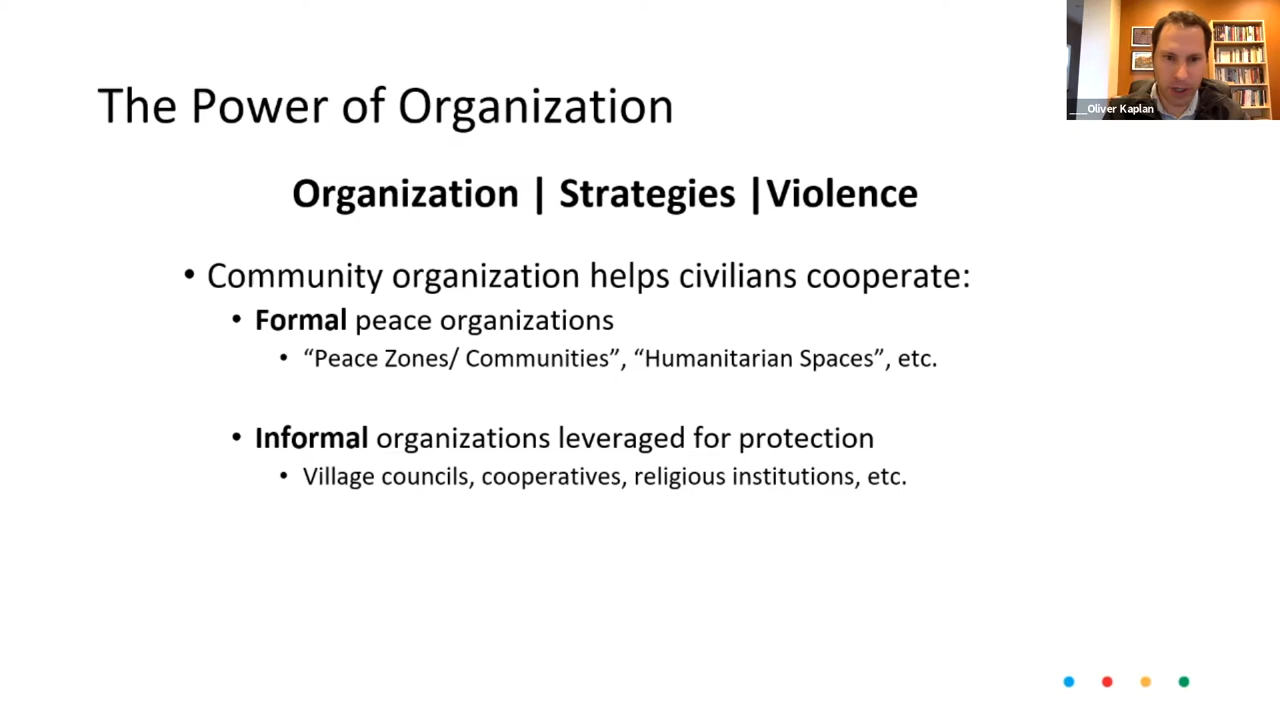 The Power of Organization
Organization | Strategies |Violence
• Community organization helps civilians cooperate:
• Formal peace organizations
• “Peace Zones/ Communities”, “Humanitarian Spaces”, etc.
• Informal organizations leveraged for protection
• Village councils, cooperatives, religious institutions, etc.
___Oliver Kaplan